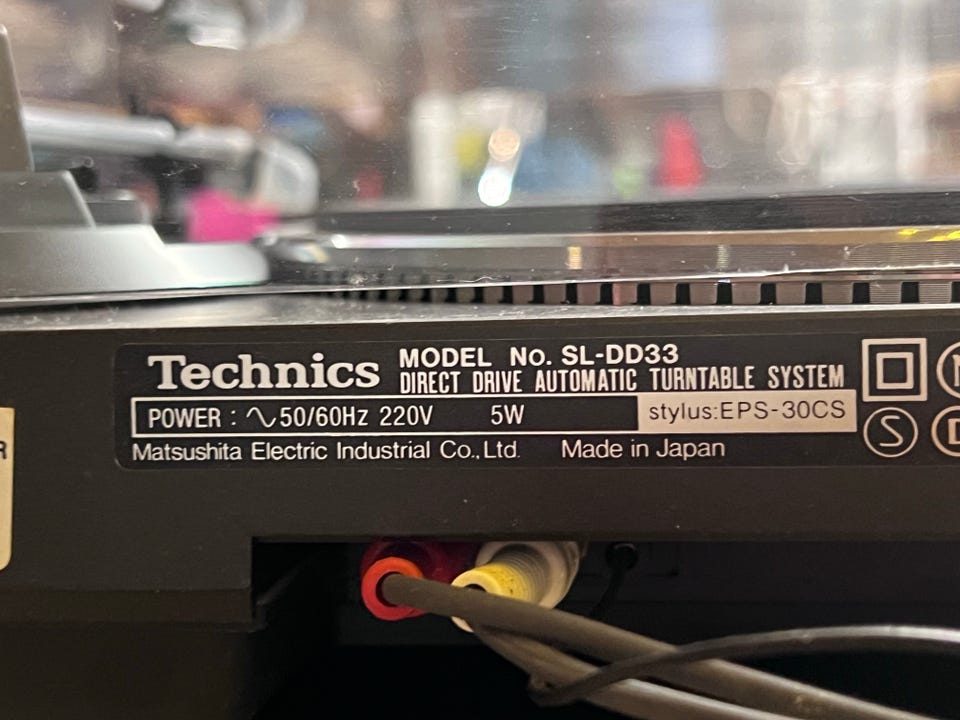 Technics
MODEL No. SL-DD33
DIRECT DRIVE AUTOMATIC TURNTABLE SYSTEM
POWER : ∿50/60Hz 220V 5W stylus:EPS-30CS
Matsushita Electric Industrial Co., Ltd. Made in Japan
S
R